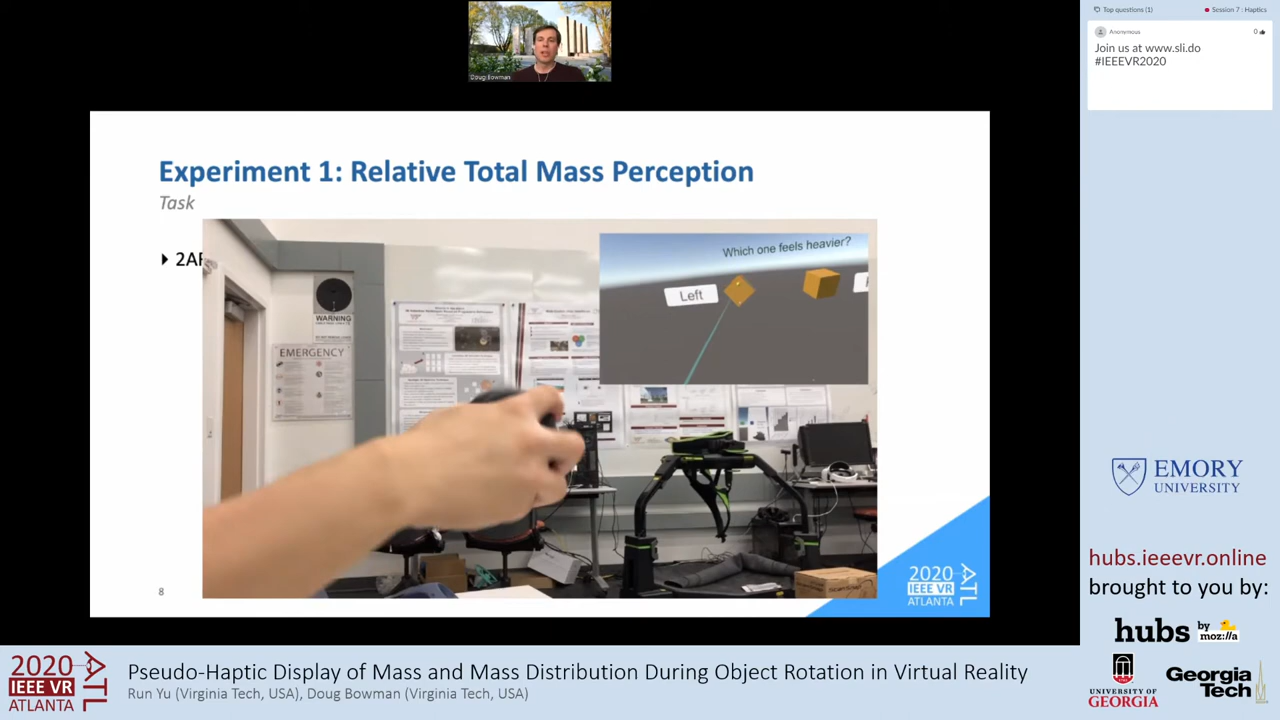 Doug Bowman
Top questions (1)
Session 7 : Haptics
Anonymous
0
Join us at www.sli.do
#IEEEVR2020
Experiment 1: Relative Total Mass Perception
Task
2AF
Which one feels heavier?
Left
WARNING
EMERGENCY
8
2020
IEEE VR
ATLANTA
ATL
EMORY
UNIVERSITY
hubs.ieeevr.online
brought to you by:
hubs by
moz://a
UNIVERSITY OF
GEORGIA
Georgia
Tech
2020
IEEE VR
ATLANTA
ATL
Pseudo-Haptic Display of Mass and Mass Distribution During Object Rotation in Virtual Reality
Run Yu (Virginia Tech, USA), Doug Bowman (Virginia Tech, USA)